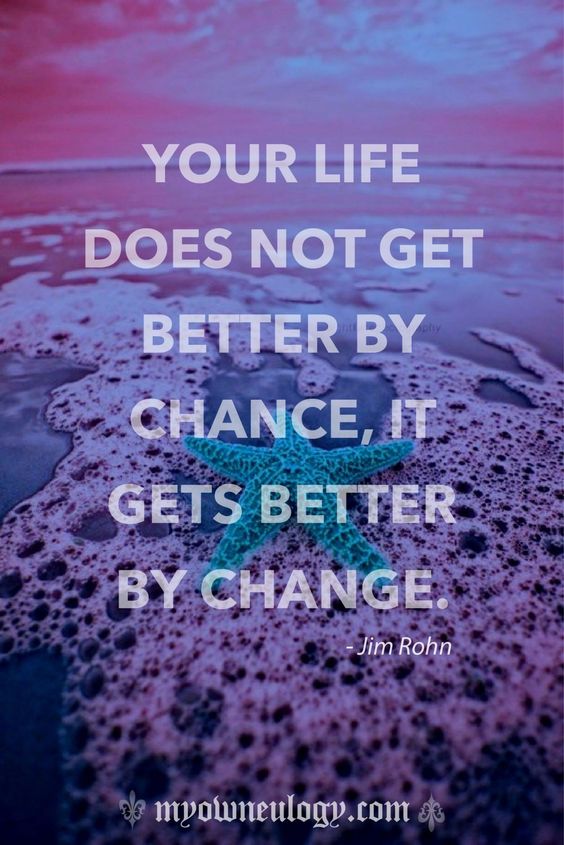 YOUR LIFE
DOES NOT GET
BETTER BY
CHANCE, IT
GETS BETTER
BY CHANGE.
- Jim Rohn
myowneulogy.com